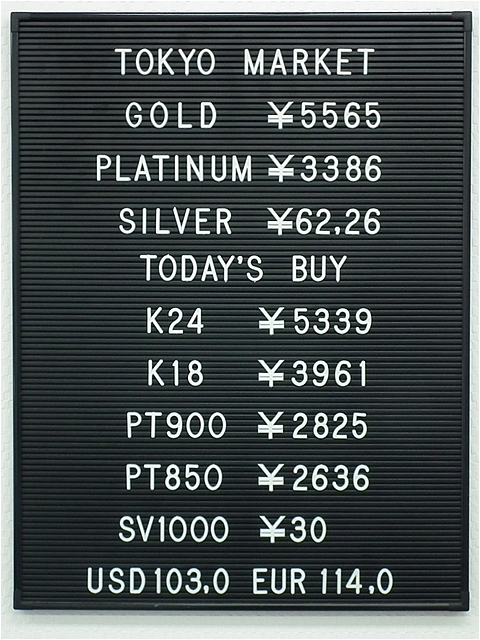 TOKYO MARKET
GOLD ¥5565
PLATINUM ¥3386
SILVER ¥62.26
TODAY'S BUY
K24 ¥5339
K18 ¥3961
PT900 ¥2825
PT850 ¥2636
SV1000 ¥30
USD103.0 EUR 114.0